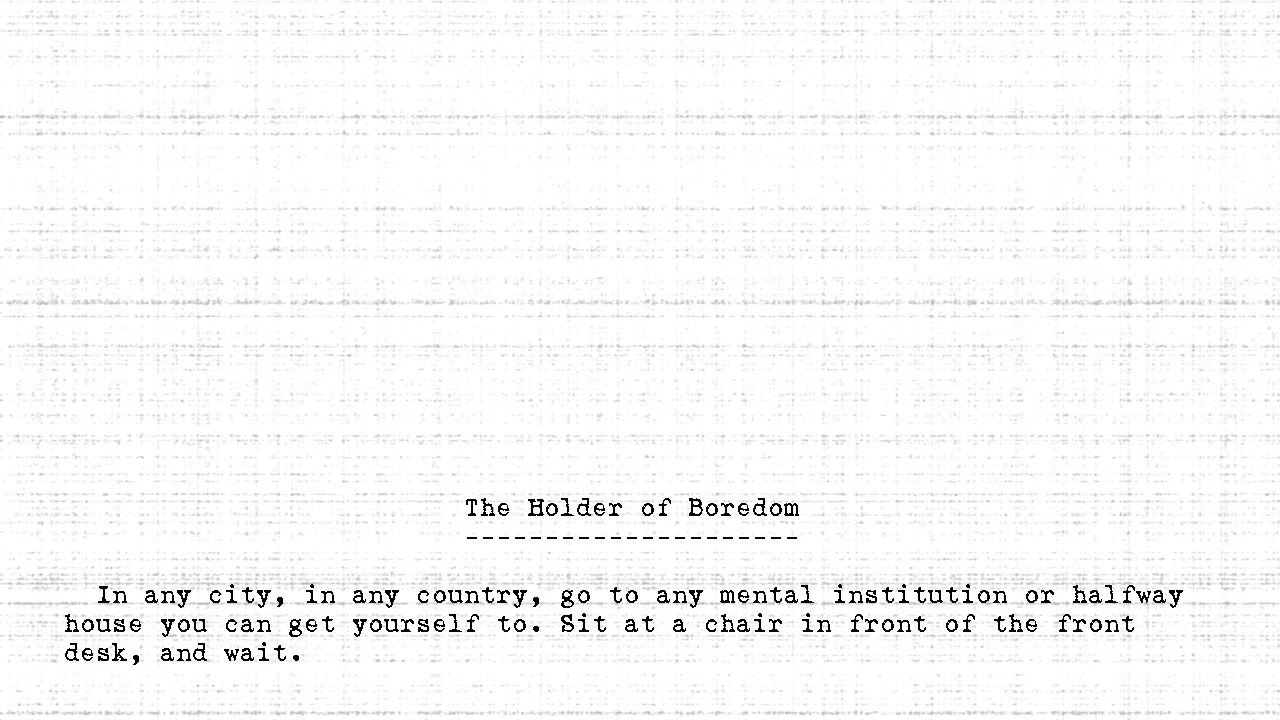 The Holder of Boredom
---------------------
In any city, in any country, go to any mental institution or halfway
house you can get yourself to. Sit at a chair in front of the front
desk, and wait.